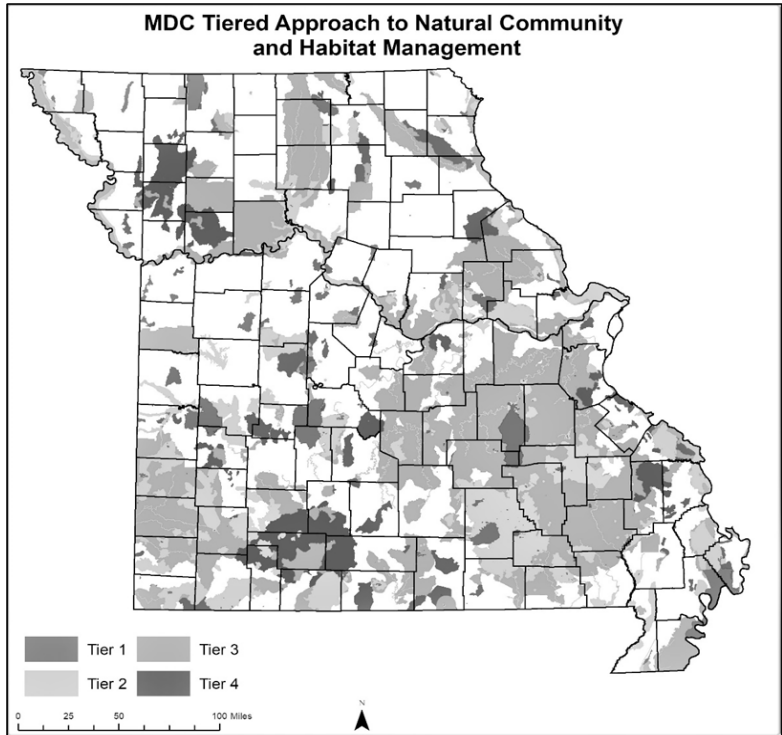 MDC Tiered Approach to Natural Community
and Habitat Management
Tier 1 Tier 3
Tier 2 Tier 4
0 25 50 100 Miles
N